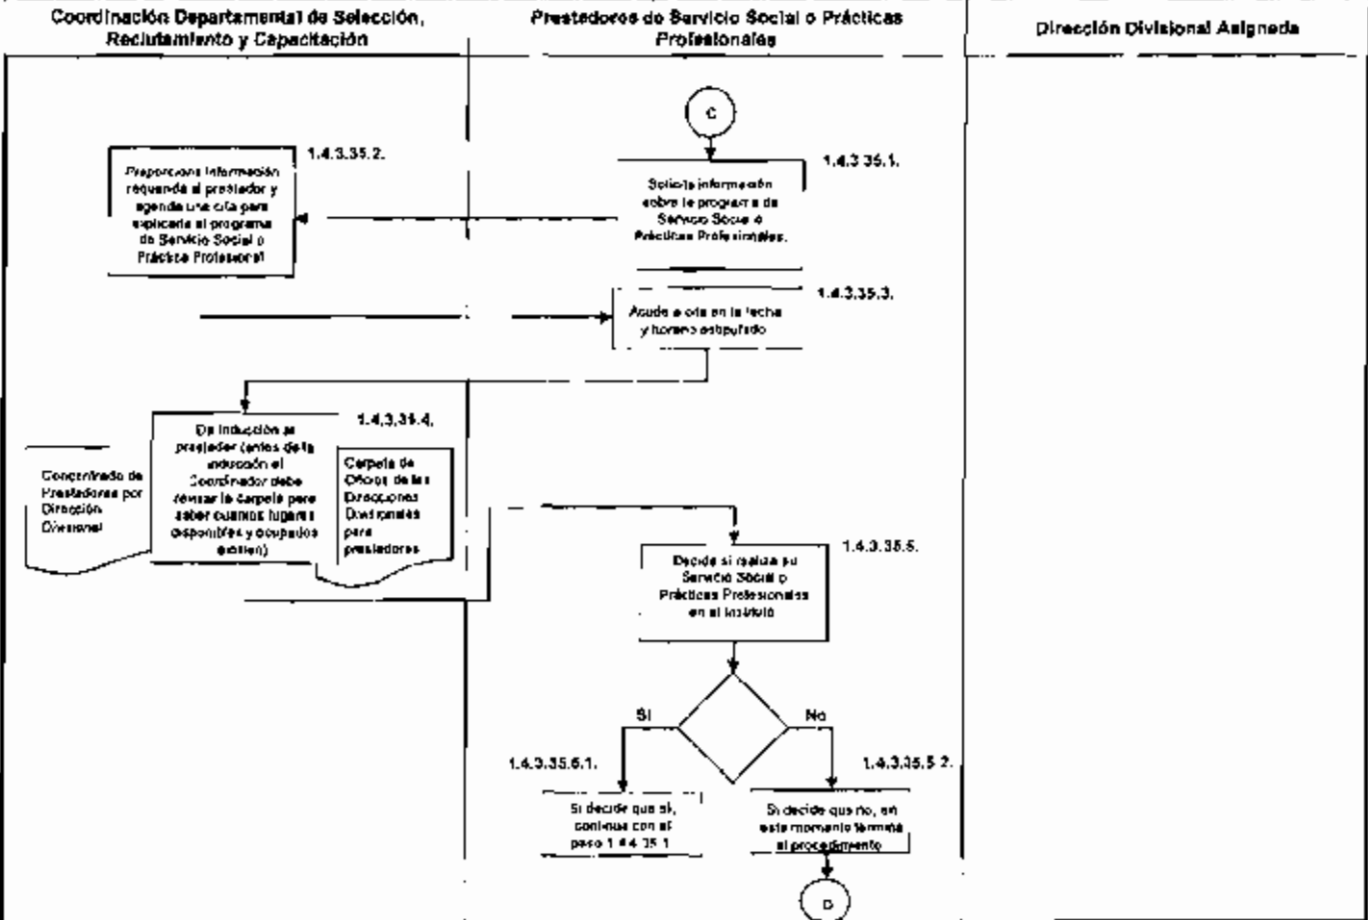 Coordinación Departamental de Selección,
Reclutamiento y Capacitación
Prestadores de Servicio Social o Prácticas
Profesionales
Dirección Divisional Asignada
C
1.4.3.35.1.
Solicita información
sobre le programa de
Servicio Social o
Prácticas Profesionales.
1.4.3.35.2.
Proporciona información
requerida al prestador y
agenda una cita para
explicarle el programa
de Servicio Social o
Práctica Profesional
1.4.3.35.3.
Acude a cita en la fecha
y horario estipulado
1.4.3.35.4.
Da inducción al
prestador (antes de la
inducción el
Coordinador debe
revisar la carpeta para
saber cuantos lugares
disponibles y ocupados
existen)
Concentrado de
Prestadores por
Dirección
Divisional
Carpeta de
Oficios de las
Direcciones
Divisionales
para
prestadores
1.4.3.35.5.
Decide si realiza su
Servicio Social o
Prácticas Profesionales
en el Instituto
Si
No
1.4.3.35.5.1.
Si decide que si,
continua con el
paso
1.4.3.35.5.2.
Si decide que no, en
este momento termina
el procedimiento
D